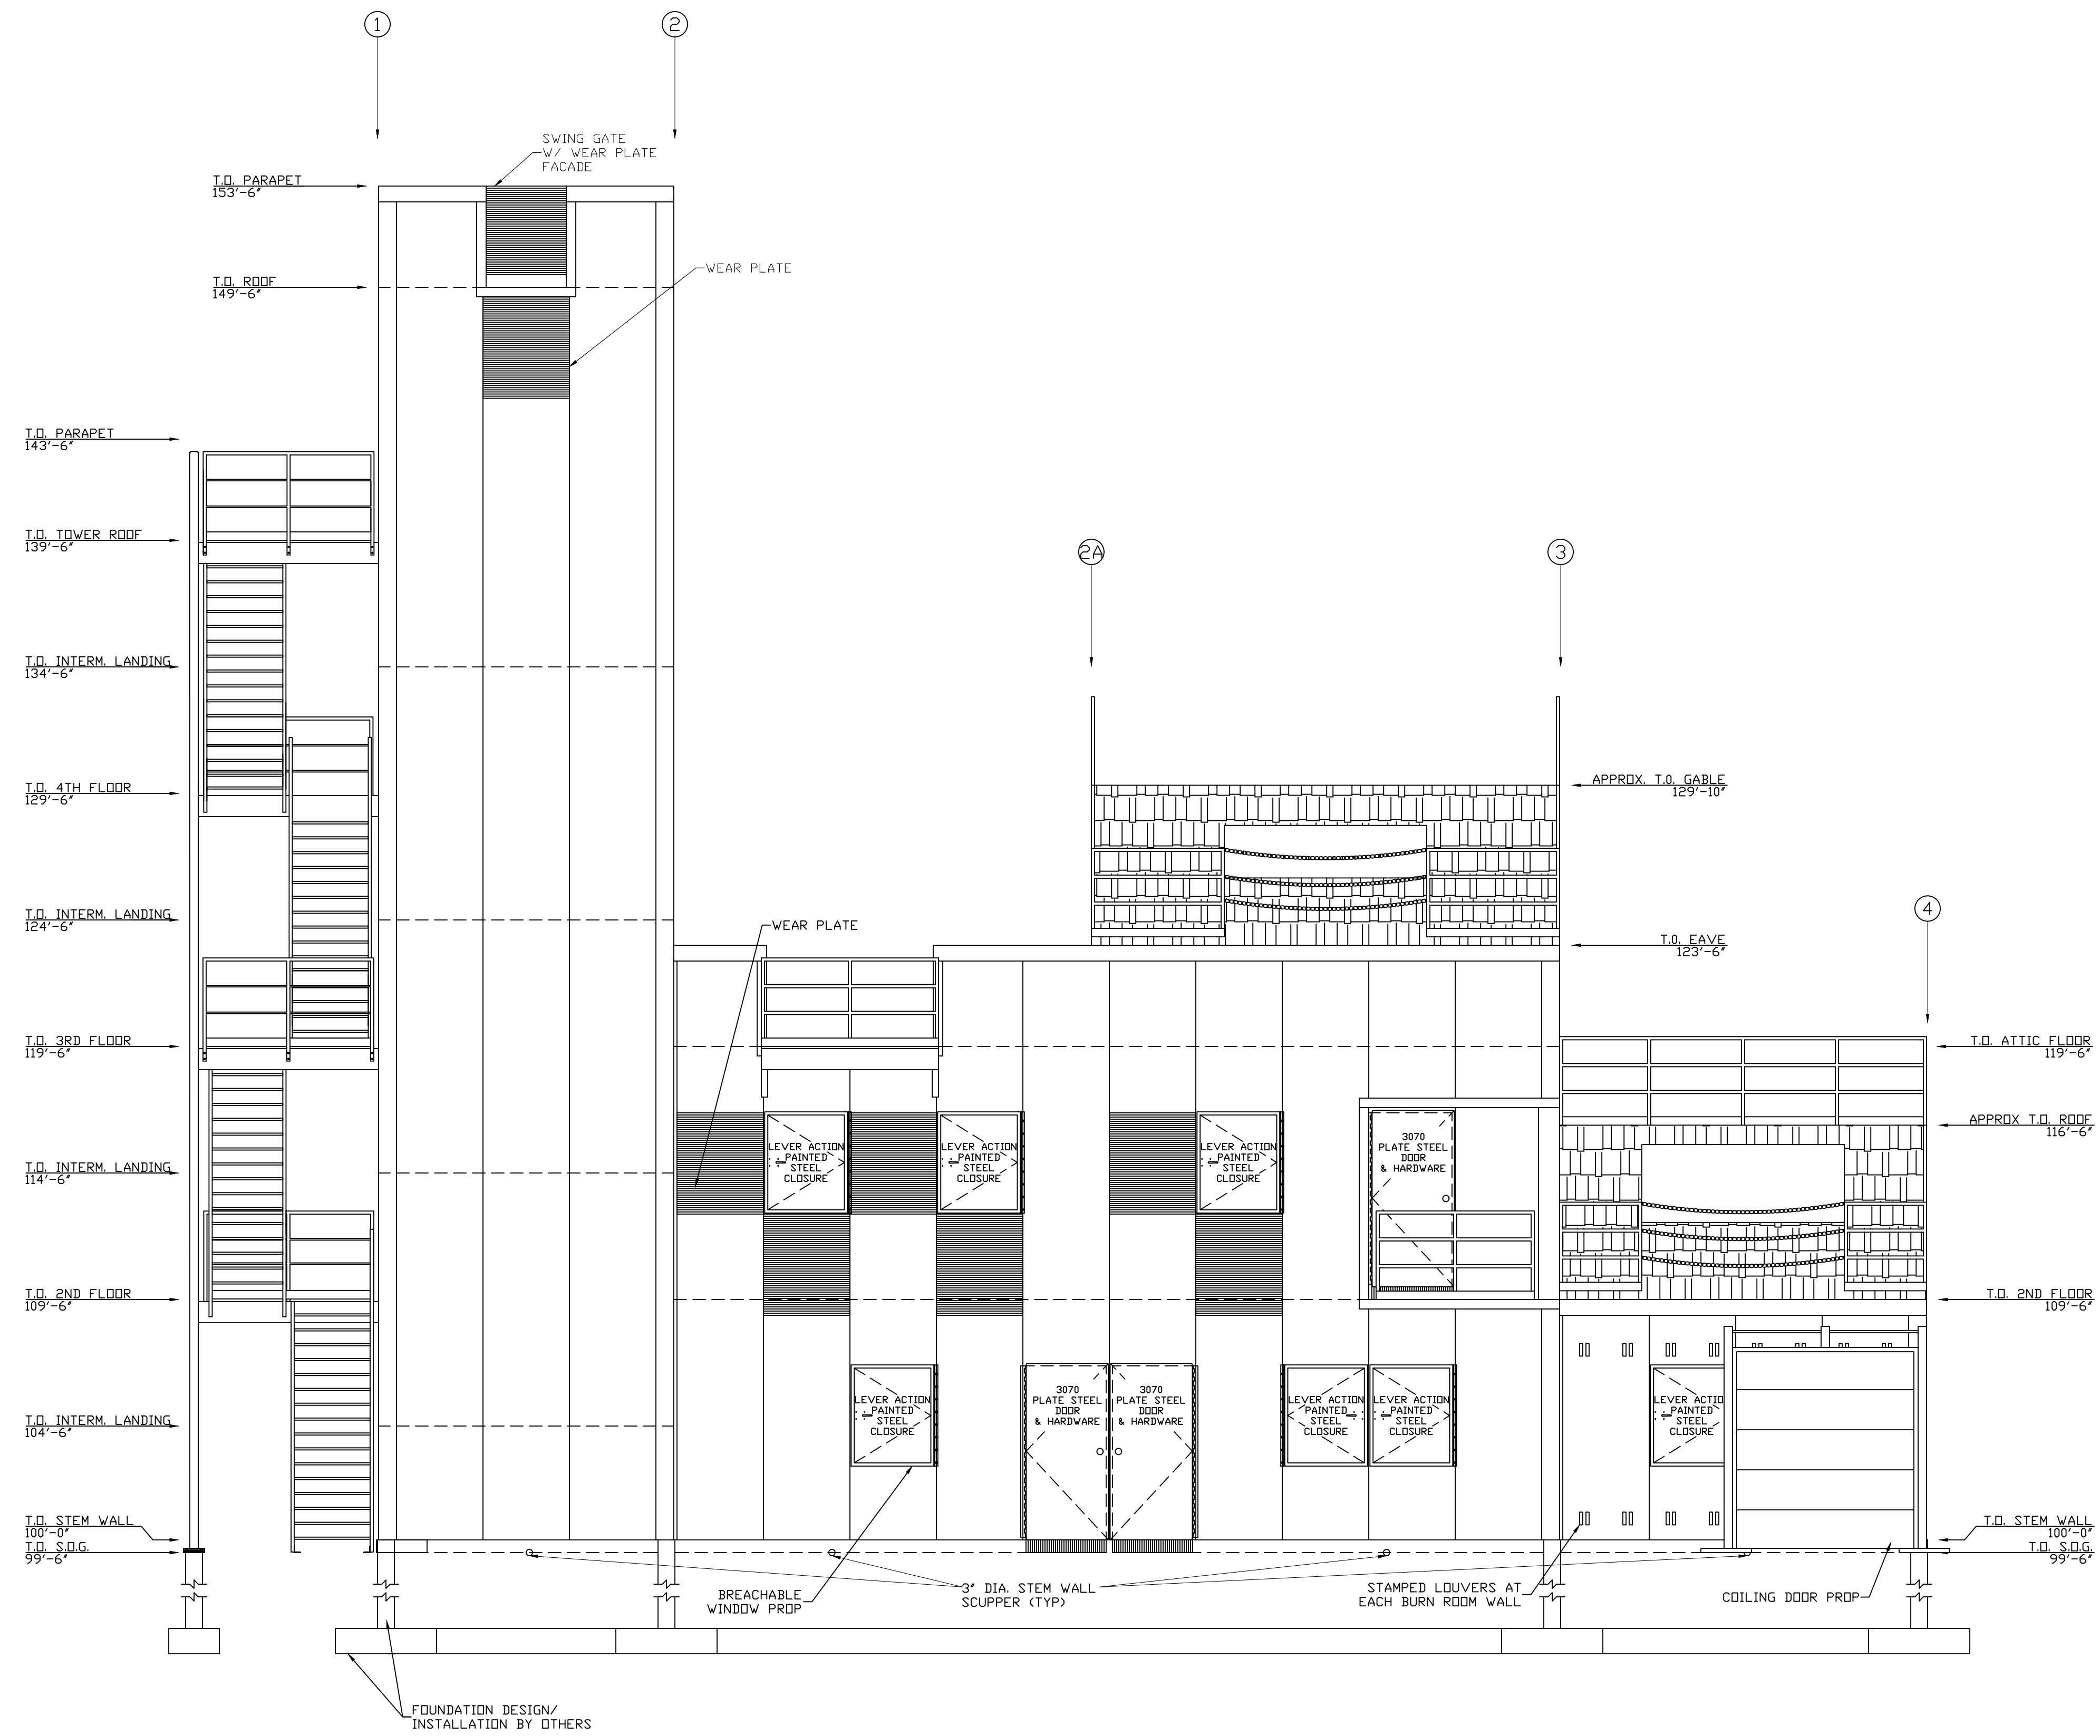 1
2
SWING GATE
W/ WEAR PLATE
FACADE
T.O. PARAPET
153'-6"
WEAR PLATE
T.O. ROOF
149'-6"
T.O. PARAPET
143'-6"
T.O. TOWER ROOF
139'-6"
2A
3
T.O. INTERM. LANDING
134'-6"
T.O. 4TH FLOOR
129'-6"
APPROX. T.O. GABLE
129'-10"
4
T.O. INTERM. LANDING
124'-6"
WEAR PLATE
T.O. EAVE
123'-6"
T.O. 3RD FLOOR
119'-6"
T.O. ATTIC FLOOR
119'-6"
APPROX T.O. ROOF
116'-6"
LEVER ACTION
PAINTED
STEEL
CLOSURE
LEVER ACTION
PAINTED
STEEL
CLOSURE
LEVER ACTION
PAINTED
STEEL
CLOSURE
3070
PLATE STEEL
DOOR
& HARDWARE
T.O. INTERM. LANDING
114'-6"
T.O. 2ND FLOOR
109'-6"
T.O. 2ND FLOOR
109'-6"
LEVER ACTION
PAINTED
STEEL
CLOSURE
3070
PLATE STEEL
DOOR
& HARDWARE
3070
PLATE STEEL
DOOR
& HARDWARE
LEVER ACTION
PAINTED
STEEL
CLOSURE
LEVER ACTION
PAINTED
STEEL
CLOSURE
LEVER ACTIO
PAINTED
STEEL
CLOSURE
T.O. INTERM. LANDING
104'-6"
T.O. STEM WALL
100'-0"
T.O. S.O.G.
99'-6"
T.O. STEM WALL
100'-0"
T.O. S.O.G.
99'-6"
BREACHABLE
WINDOW PROP
3" DIA. STEM WALL
SCUPPER (TYP)
STAMPED LOUVERS AT
EACH BURN ROOM WALL
COILING DOOR PROP
FOUNDATION DESIGN/
INSTALLATION BY OTHERS